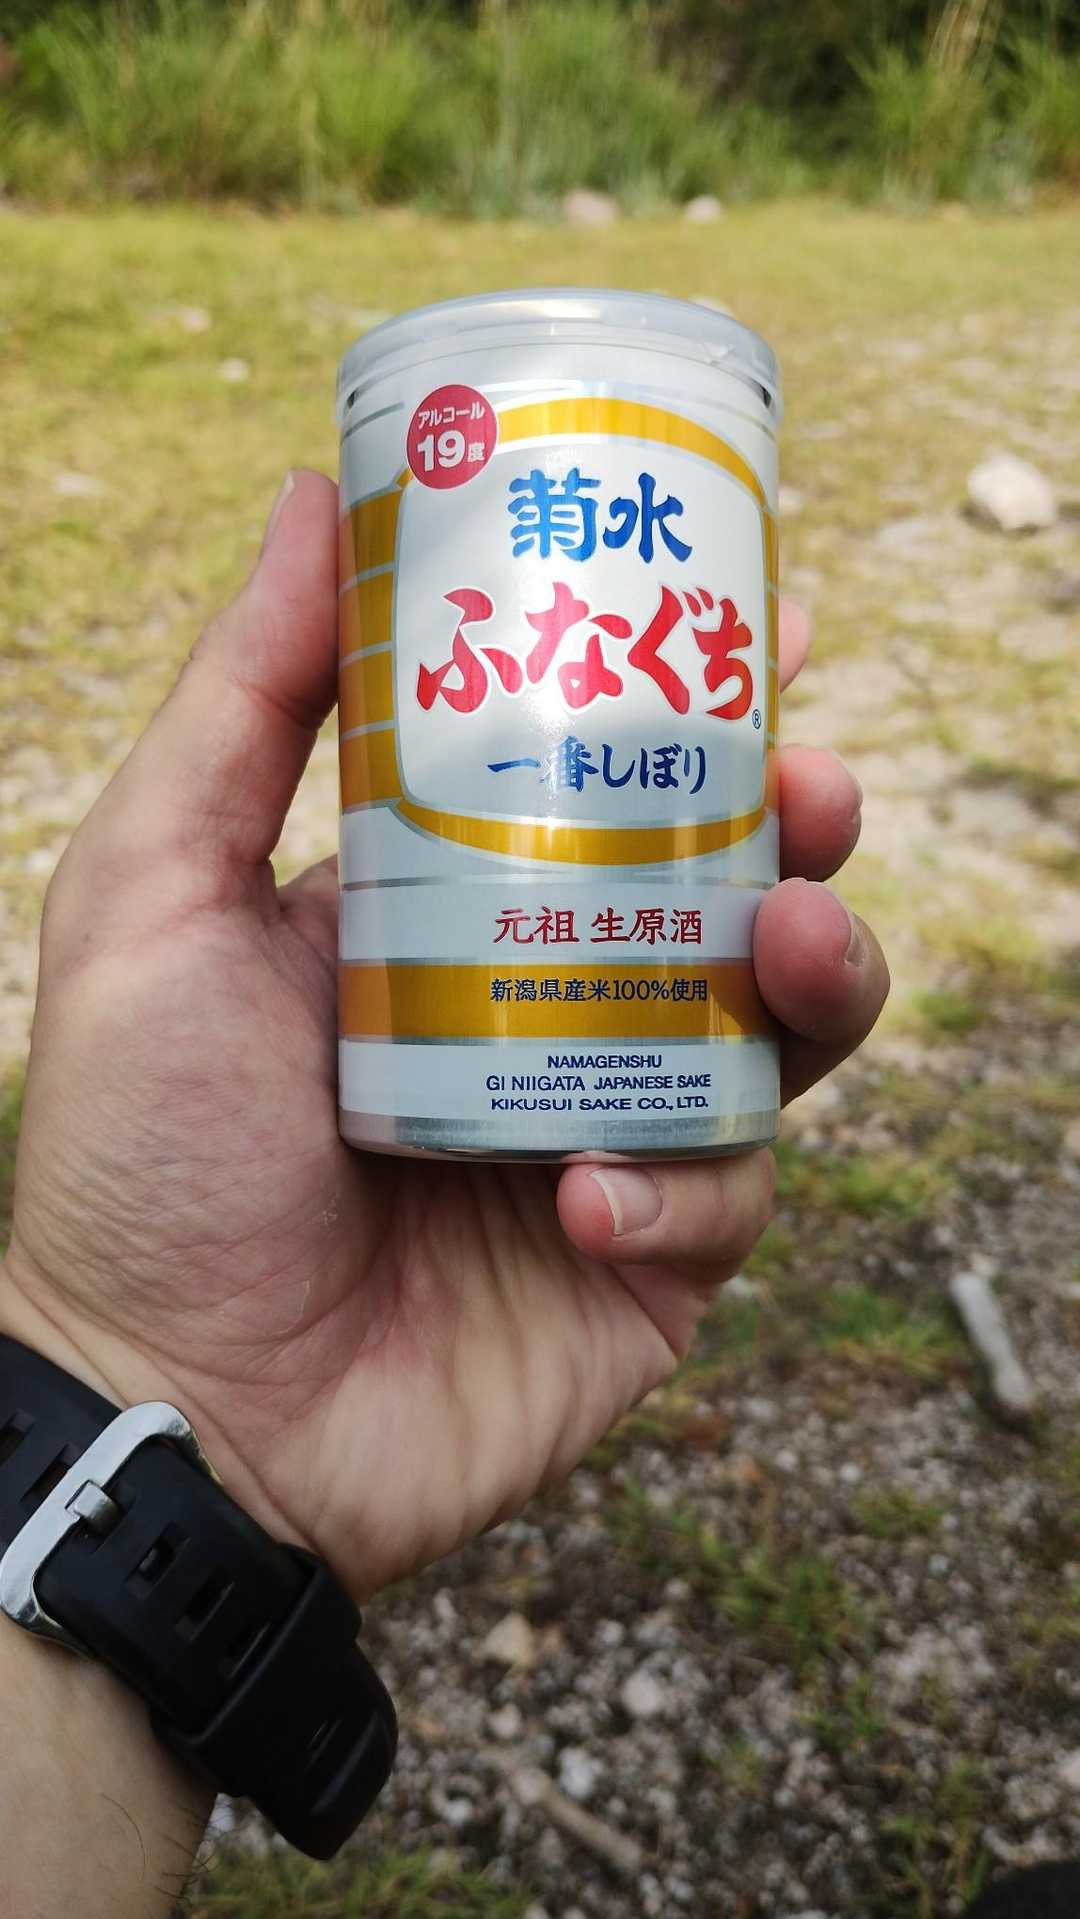 アルコール
19度
菊水
ふなぐち®
一番しぼり
元祖 生原酒
新潟県産米100%使用
NAMAGENSHU
GI NIIGATA JAPANESE SAKE
KIKUSUI SAKE CO., LTD.